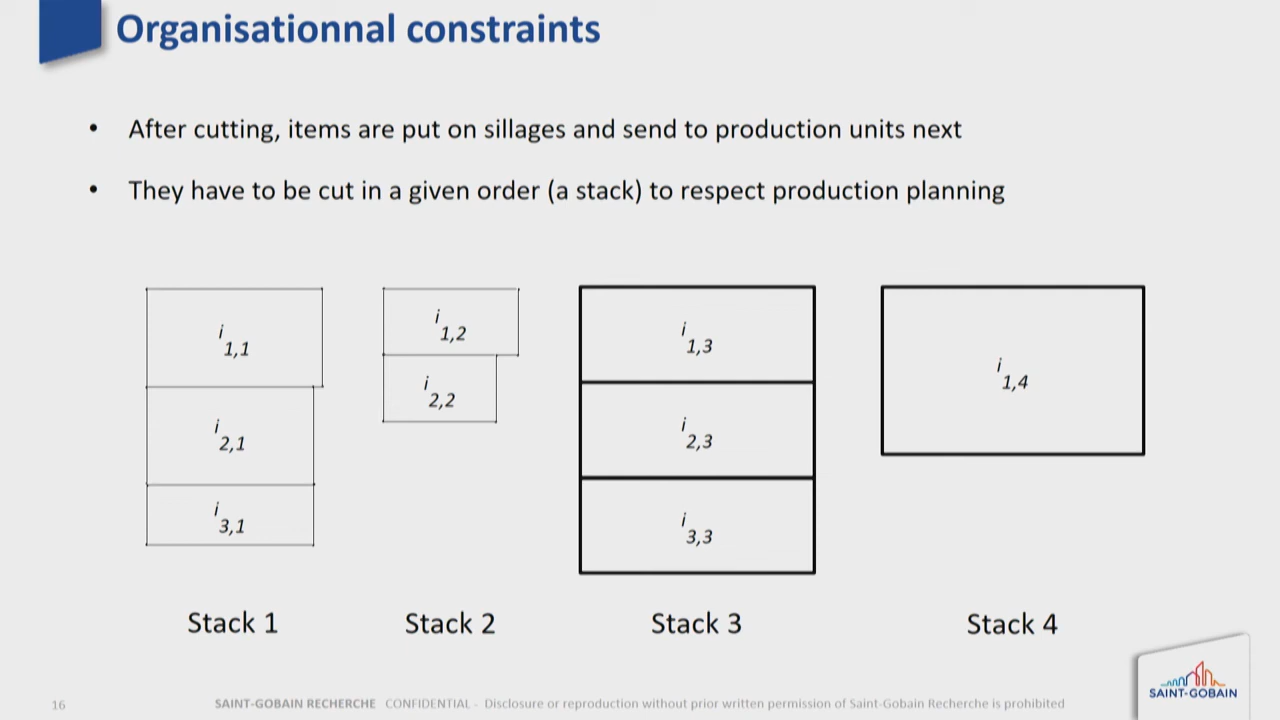 Organisationnal constraints
• After cutting, items are put on sillages and send to production units next
• They have to be cut in a given order (a stack) to respect production planning
i 1,1
i 2,1
i 3,1
i 1,2
i 2,2
i 1,3
i 2,3
i 3,3
i 1,4
Stack 1
Stack 2
Stack 3
Stack 4
SAINT-GOBAIN
16
SAINT-GOBAIN RECHERCHE CONFIDENTIAL - Disclosure or reproduction without prior written permission of Saint-Gobain Recherche is prohibited